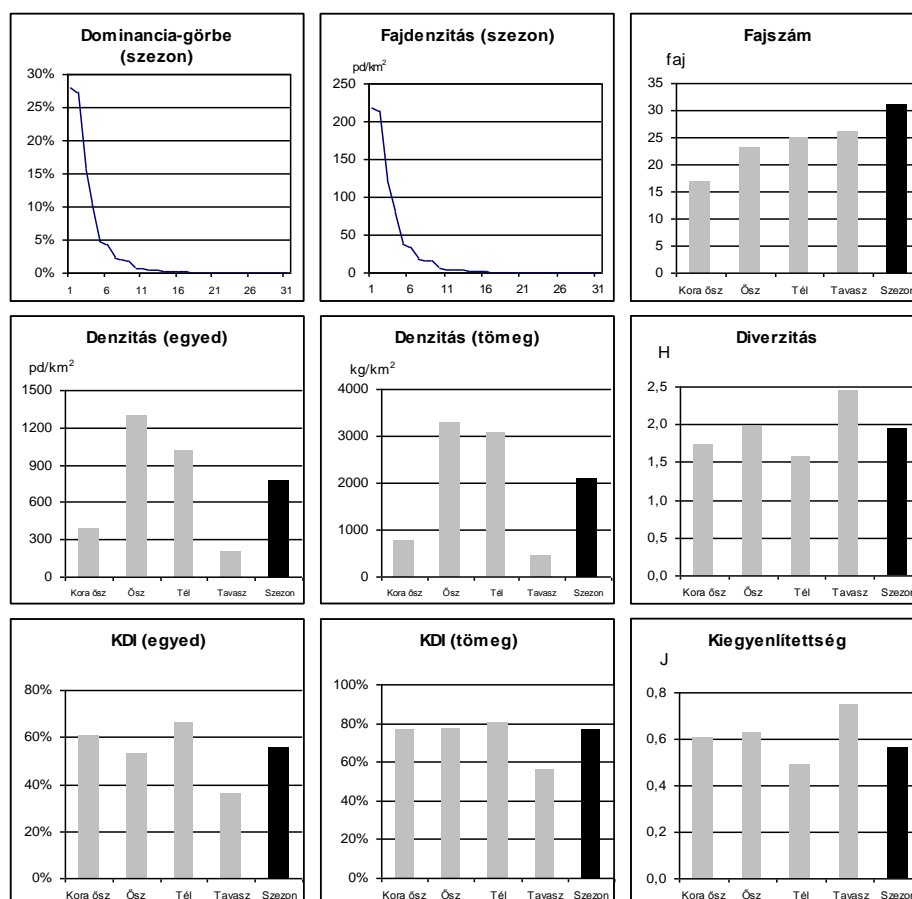 Dominancia-görbe
(szezon)
30%
25%
20%
15%
10%
5%
0%
1 6 11 16 21 26 31
Fajdenzitás (szezon)
pd/km²
250
200
150
100
50
0
1 6 11 16 21 26 31
Fajszám
faj
35
30
25
20
15
10
5
0
Kora ősz Ősz Tél Tavasz Szezon
Denzitás (egyed)
pd/km²
1500
1200
900
600
300
0
Kora ősz Ősz Tél Tavasz Szezon
Denzitás (tömeg)
kg/km²
4000
3000
2000
1000
0
Kora ősz Ősz Tél Tavasz Szezon
Diverzitás
H
2,5
2,0
1,5
1,0
0,5
0,0
Kora ősz Ősz Tél Tavasz Szezon
KDI (egyed)
80%
60%
40%
20%
0%
Kora ősz Ősz Tél Tavasz Szezon
KDI (tömeg)
100%
80%
60%
40%
20%
0%
Kora ősz Ősz Tél Tavasz Szezon
Kiegyenlítettség
J
0,8
0,6
0,4
0,2
0,0
Kora ősz Ősz Tél Tavasz Szezon